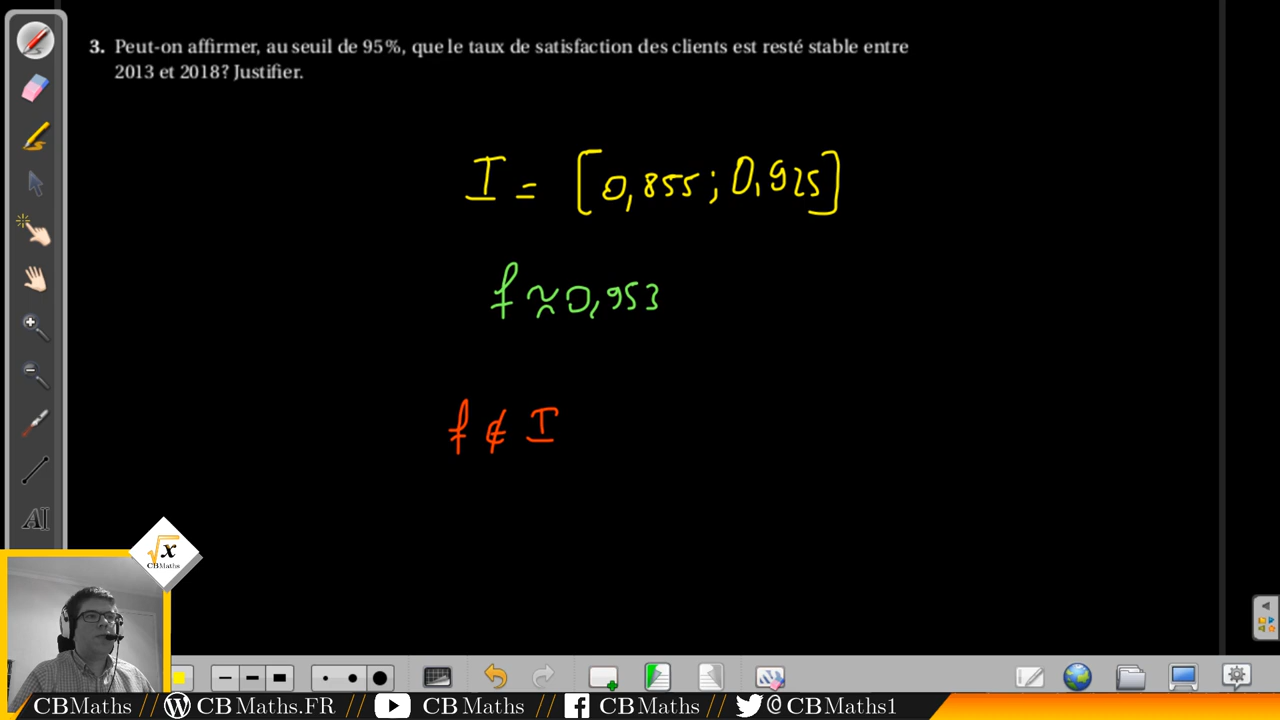 3. Peut-on affirmer, au seuil de 95%, que le taux de satisfaction des clients est resté stable entre
2013 et 2018? Justifier.
I = [0,855 ; 0,925]
f ≈ 0,953
f ∉ I
AI
√x
CBMaths
CBMaths // CBMaths.FR // CBMaths // CBMaths // @CBMaths1